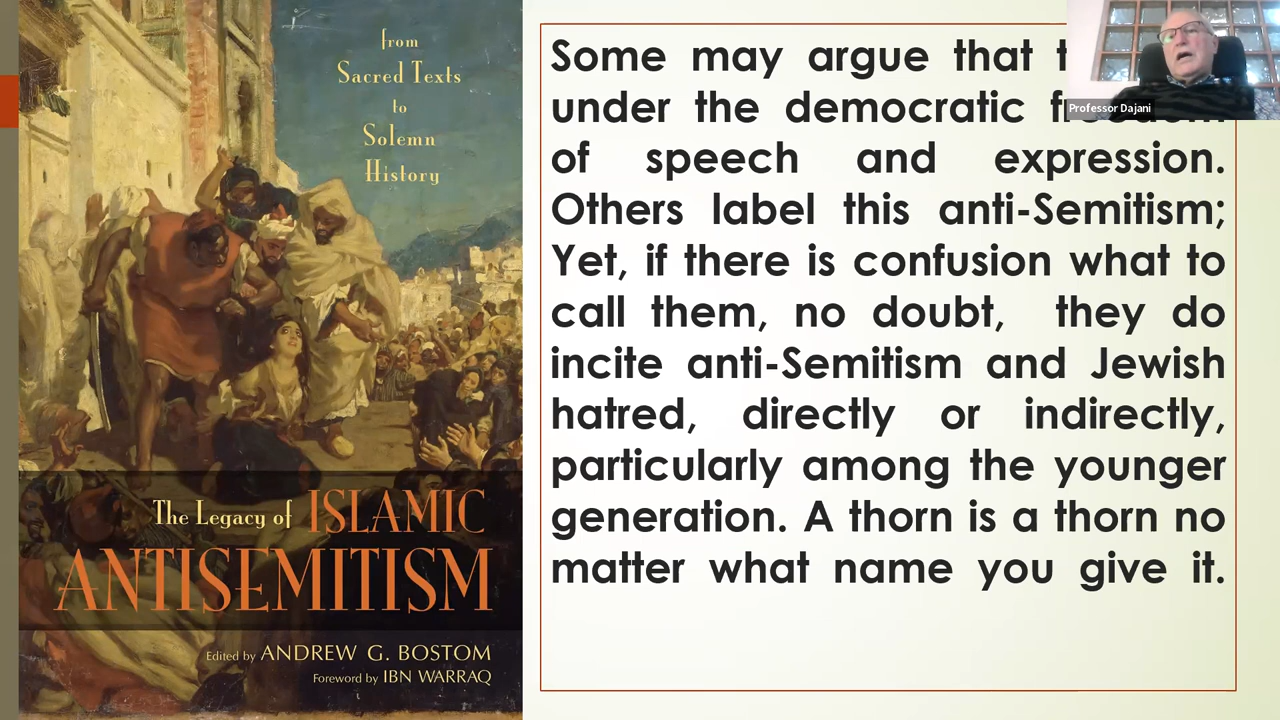 from
Sacred Texts
to
Solemn
History
The Legacy of ISLAMIC
ANTISEMITISM
Edited by ANDREW G. BOSTOM
Foreword by IBN WARRAQ
Some may argue that
under the democratic
of speech and expression.
Others label this anti-Semitism;
Yet, if there is confusion what to
call them, no doubt, they do
incite anti-Semitism and Jewish
hatred, directly or indirectly,
particularly among the younger
generation. A thorn is a thorn no
matter what name you give it.
Professor Dajani